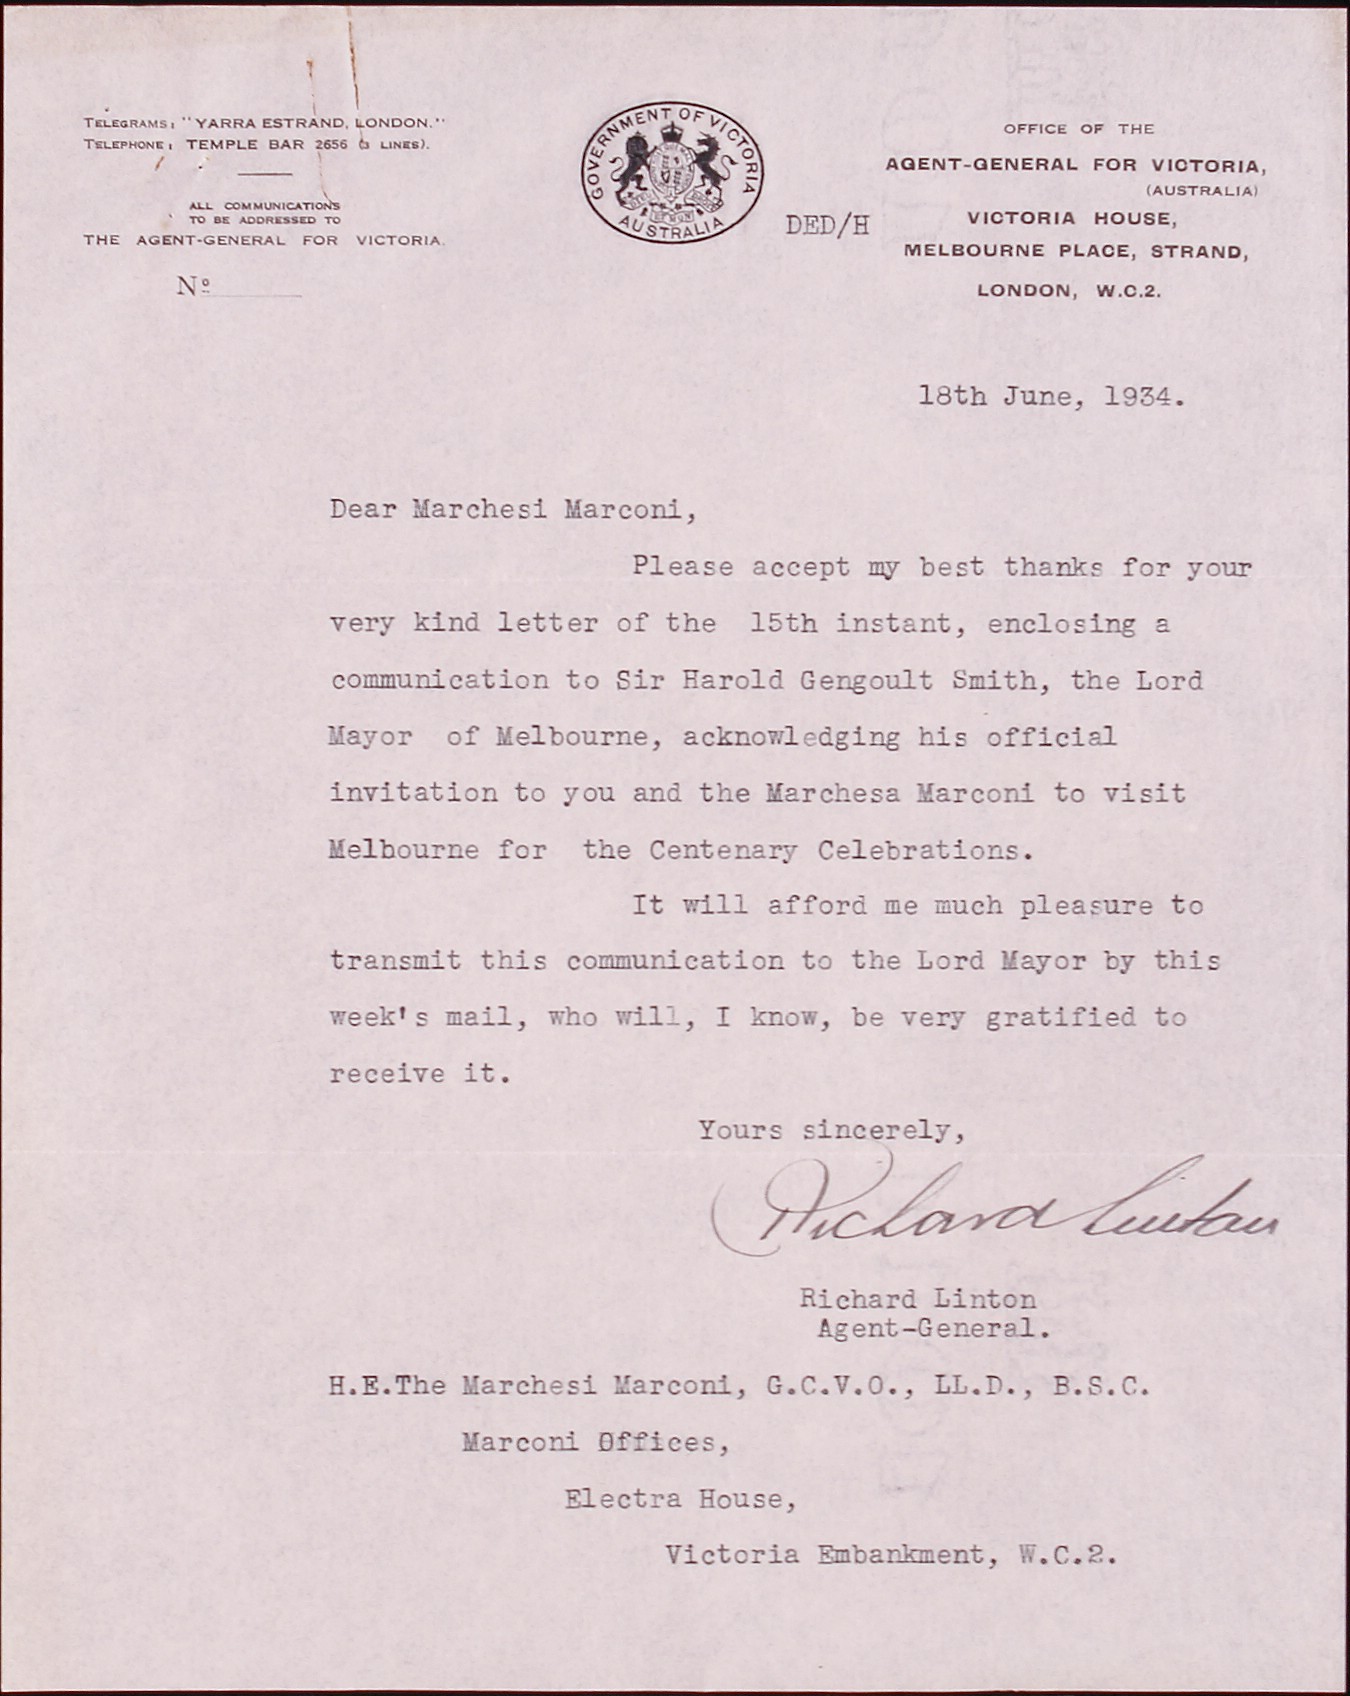 TELEGRAMS: "YARRA ESTRAND, LONDON."
TELEPHONE: TEMPLE BAR 2656 (3 LINES).
ALL COMMUNICATIONS
TO BE ADDRESSED TO
THE AGENT-GENERAL FOR VICTORIA.
Nº
GOVERNMENT OF VICTORIA
AUSTRALIA
DED/H
OFFICE OF THE
AGENT-GENERAL FOR VICTORIA,
(AUSTRALIA)
VICTORIA HOUSE,
MELBOURNE PLACE, STRAND,
LONDON, W.C.2.
18th June, 1934.
Dear Marchesi Marconi,
Please accept my best thanks for your
very kind letter of the 15th instant, enclosing a
communication to Sir Harold Gengoult Smith, the Lord
Mayor of Melbourne, acknowledging his official
invitation to you and the Marchesa Marconi to visit
Melbourne for the Centenary Celebrations.
It will afford me much pleasure to
transmit this communication to the Lord Mayor by this
week's mail, who will, I know, be very gratified to
receive it.
Yours sincerely,
Richard Linton
Richard Linton
Agent-General.
H.E.The Marchesi Marconi, G.C.V.O., LL.D., B.S.C.
Marconi Offices,
Electra House,
Victoria Embankment, W.C.2.